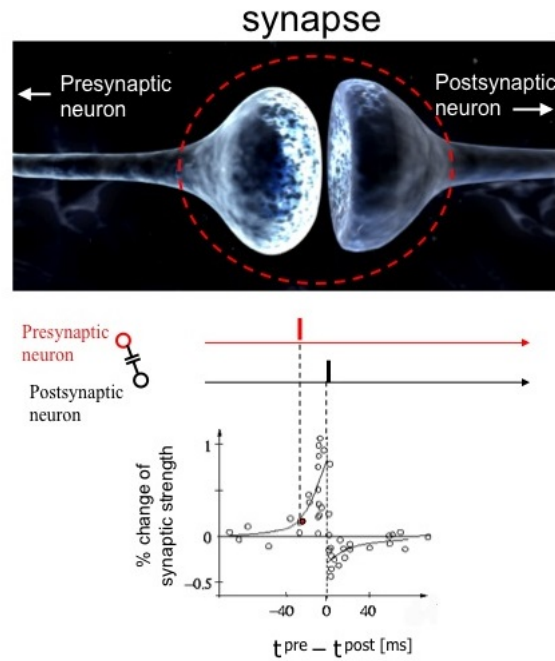 synapse
Presynaptic
neuron
Postsynaptic
neuron
Presynaptic
neuron
Postsynaptic
neuron
% change of
synaptic strength
1
0
−0.5
−40 0 40
t^pre − t^post [ms]